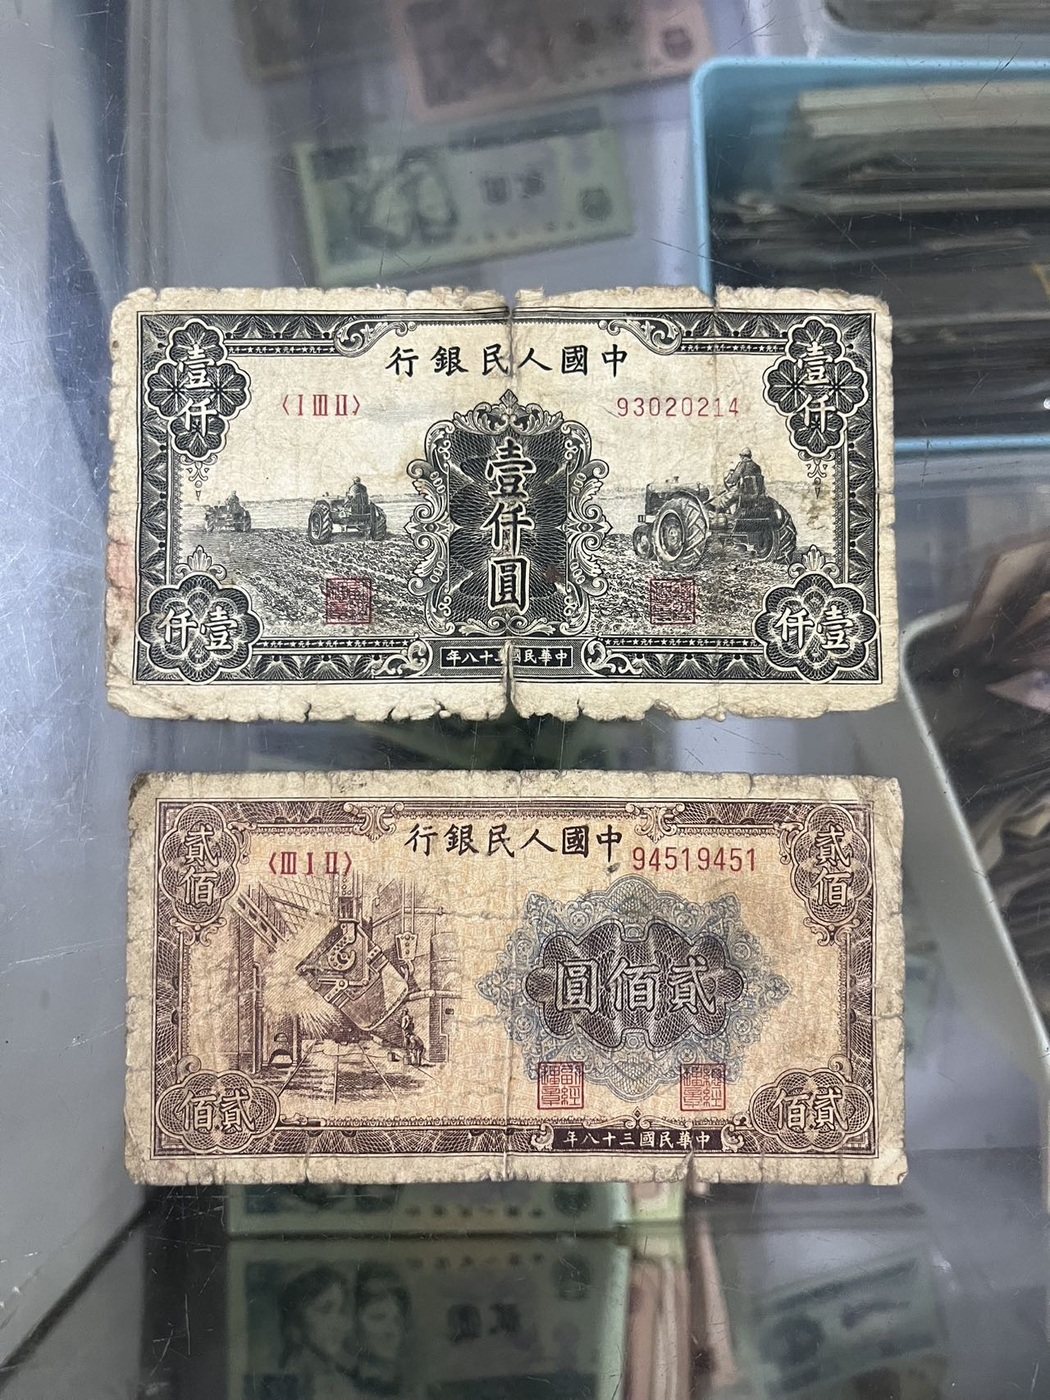 中國人民銀行
壹仟
壹仟
〈I III II〉
93020214
壹仟圓
壹仟
壹仟
中華民國三十八年
中國人民銀行
貳佰
貳佰
〈III I II〉
94519451
貳佰圓
貳佰
貳佰
中華民國三十八年